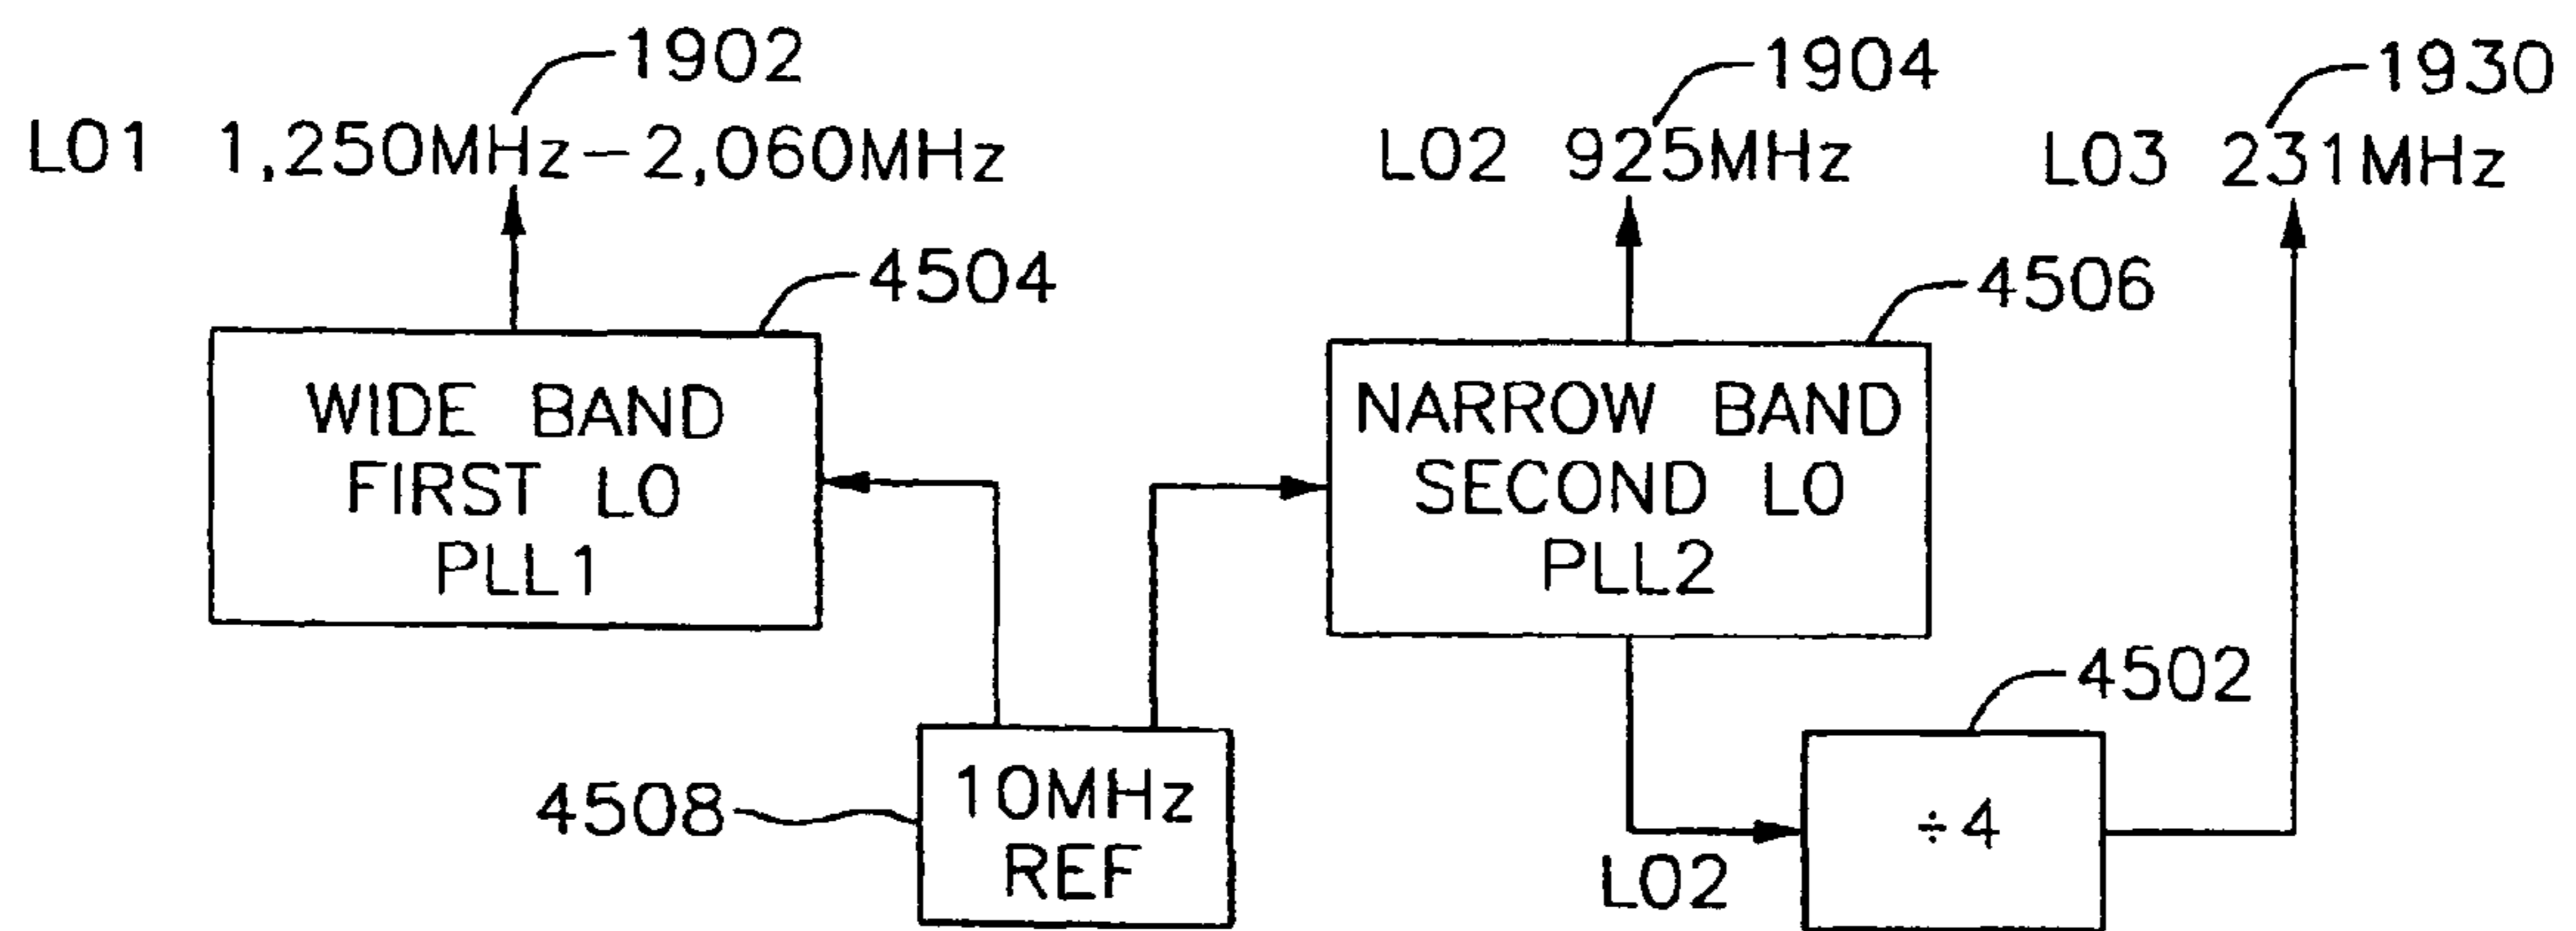 1902
1904
1930
LO1 1,250MHz-2,060MHz
LO2 925MHz
LO3 231MHz
4504
4506
WIDE BAND
FIRST LO
PLL1
NARROW BAND
SECOND LO
PLL2
4502
4508
10MHz
REF
÷4
LO2